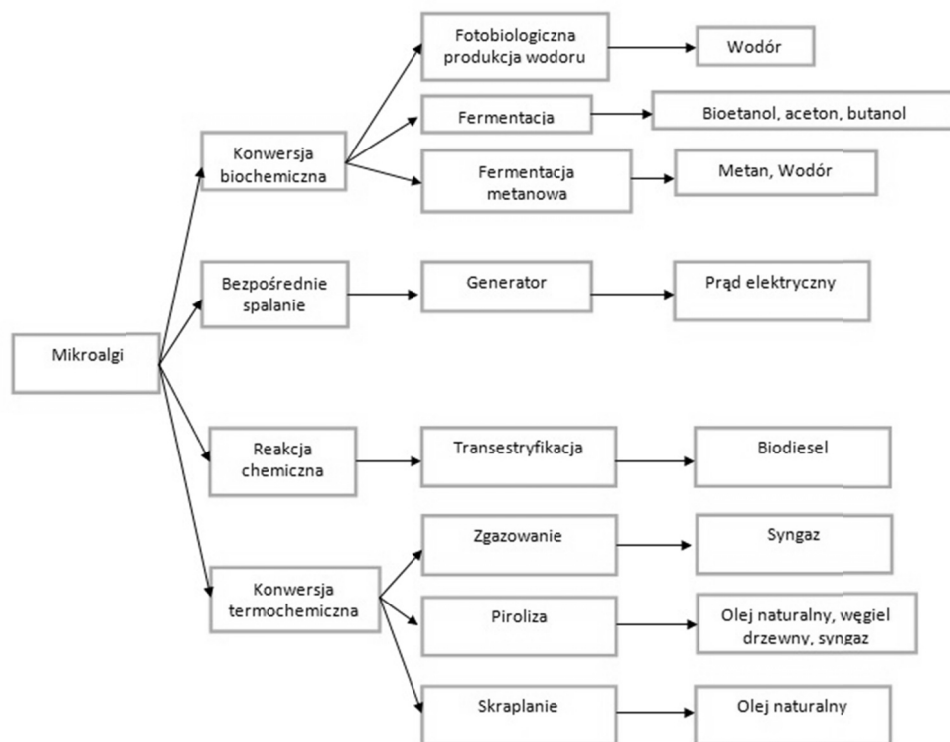 Fotobiologiczna
produkcja wodoru
Wodór
Fermentacja
Bioetanol, aceton, butanol
Konwersja
biochemiczna
Fermentacja
metanowa
Metan, Wodór
Bezpośrednie
spalanie
Generator
Prąd elektryczny
Mikroalgi
Reakcja
chemiczna
Transestryfikacja
Biodiesel
Zgazowanie
Syngaz
Konwersja
termochemiczna
Piroliza
Olej naturalny, węgiel
drzewny, syngaz
Skraplanie
Olej naturalny